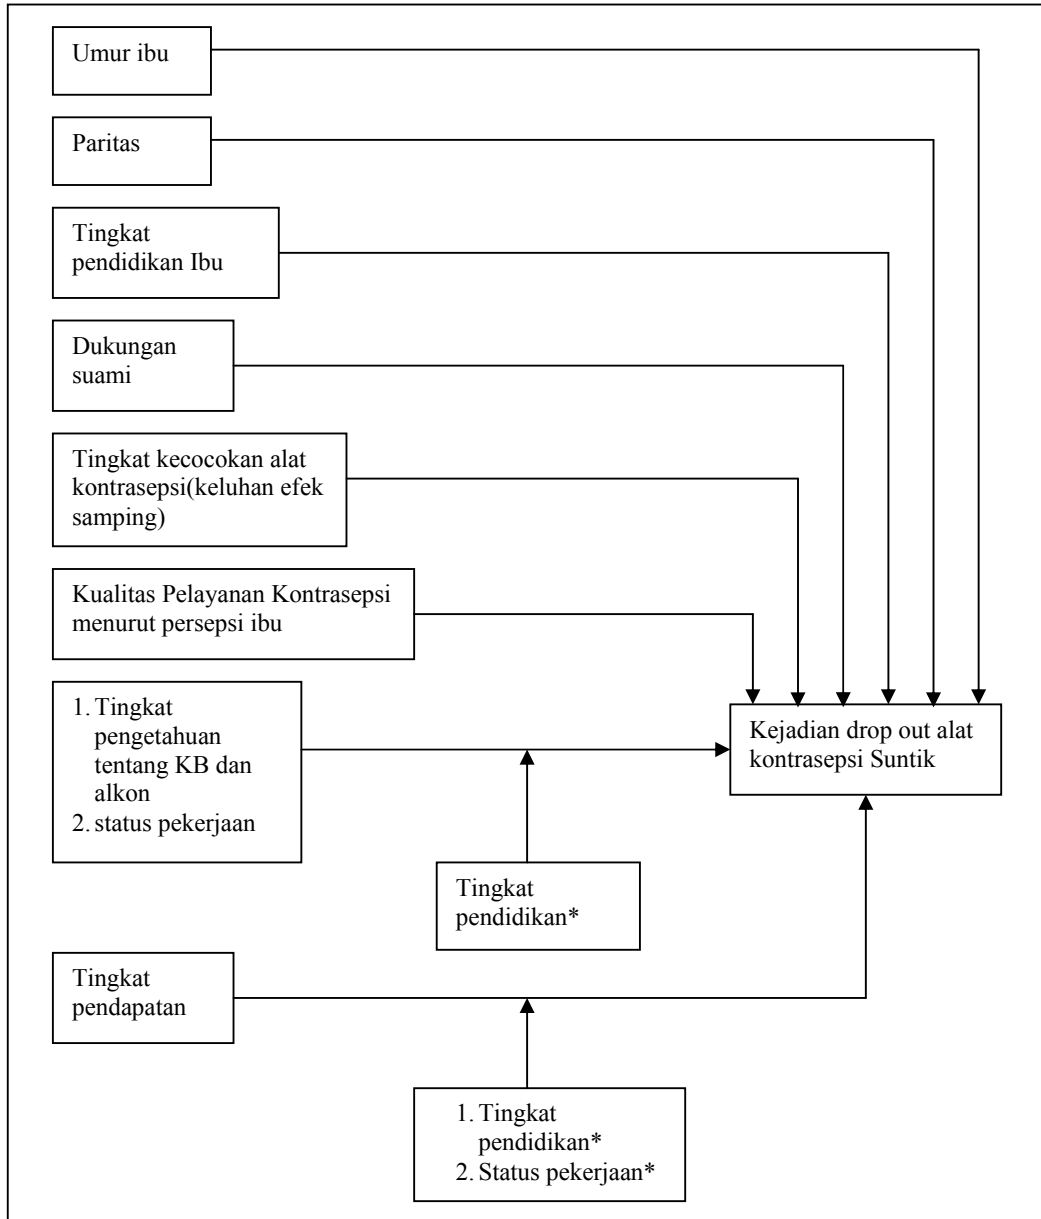 Umur ibu
Paritas
Tingkat
pendidikan Ibu
Dukungan
suami
Tingkat kecocokan alat
kontrasepsi(keluhan efek
samping)
Kualitas Pelayanan Kontrasepsi
menurut persepsi ibu
1. Tingkat
pengetahuan
tentang KB dan
alkon
2. status pekerjaan
Kejadian drop out alat
kontrasepsi Suntik
Tingkat
pendidikan*
Tingkat
pendapatan
1. Tingkat
pendidikan*
2. Status pekerjaan*